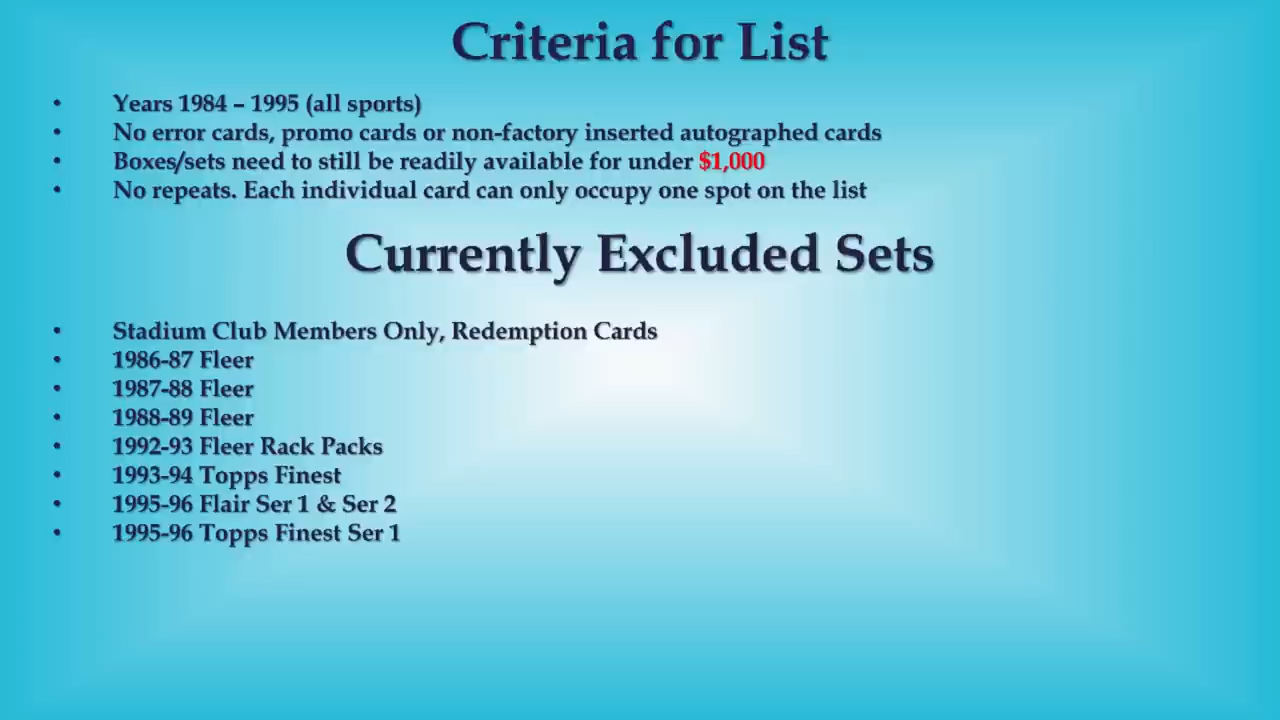 Criteria for List
• Years 1984 – 1995 (all sports)
• No error cards, promo cards or non-factory inserted autographed cards
• Boxes/sets need to still be readily available for under $1,000
• No repeats. Each individual card can only occupy one spot on the list
Currently Excluded Sets
• Stadium Club Members Only, Redemption Cards
• 1986-87 Fleer
• 1987-88 Fleer
• 1988-89 Fleer
• 1992-93 Fleer Rack Packs
• 1993-94 Topps Finest
• 1995-96 Flair Ser 1 & Ser 2
• 1995-96 Topps Finest Ser 1